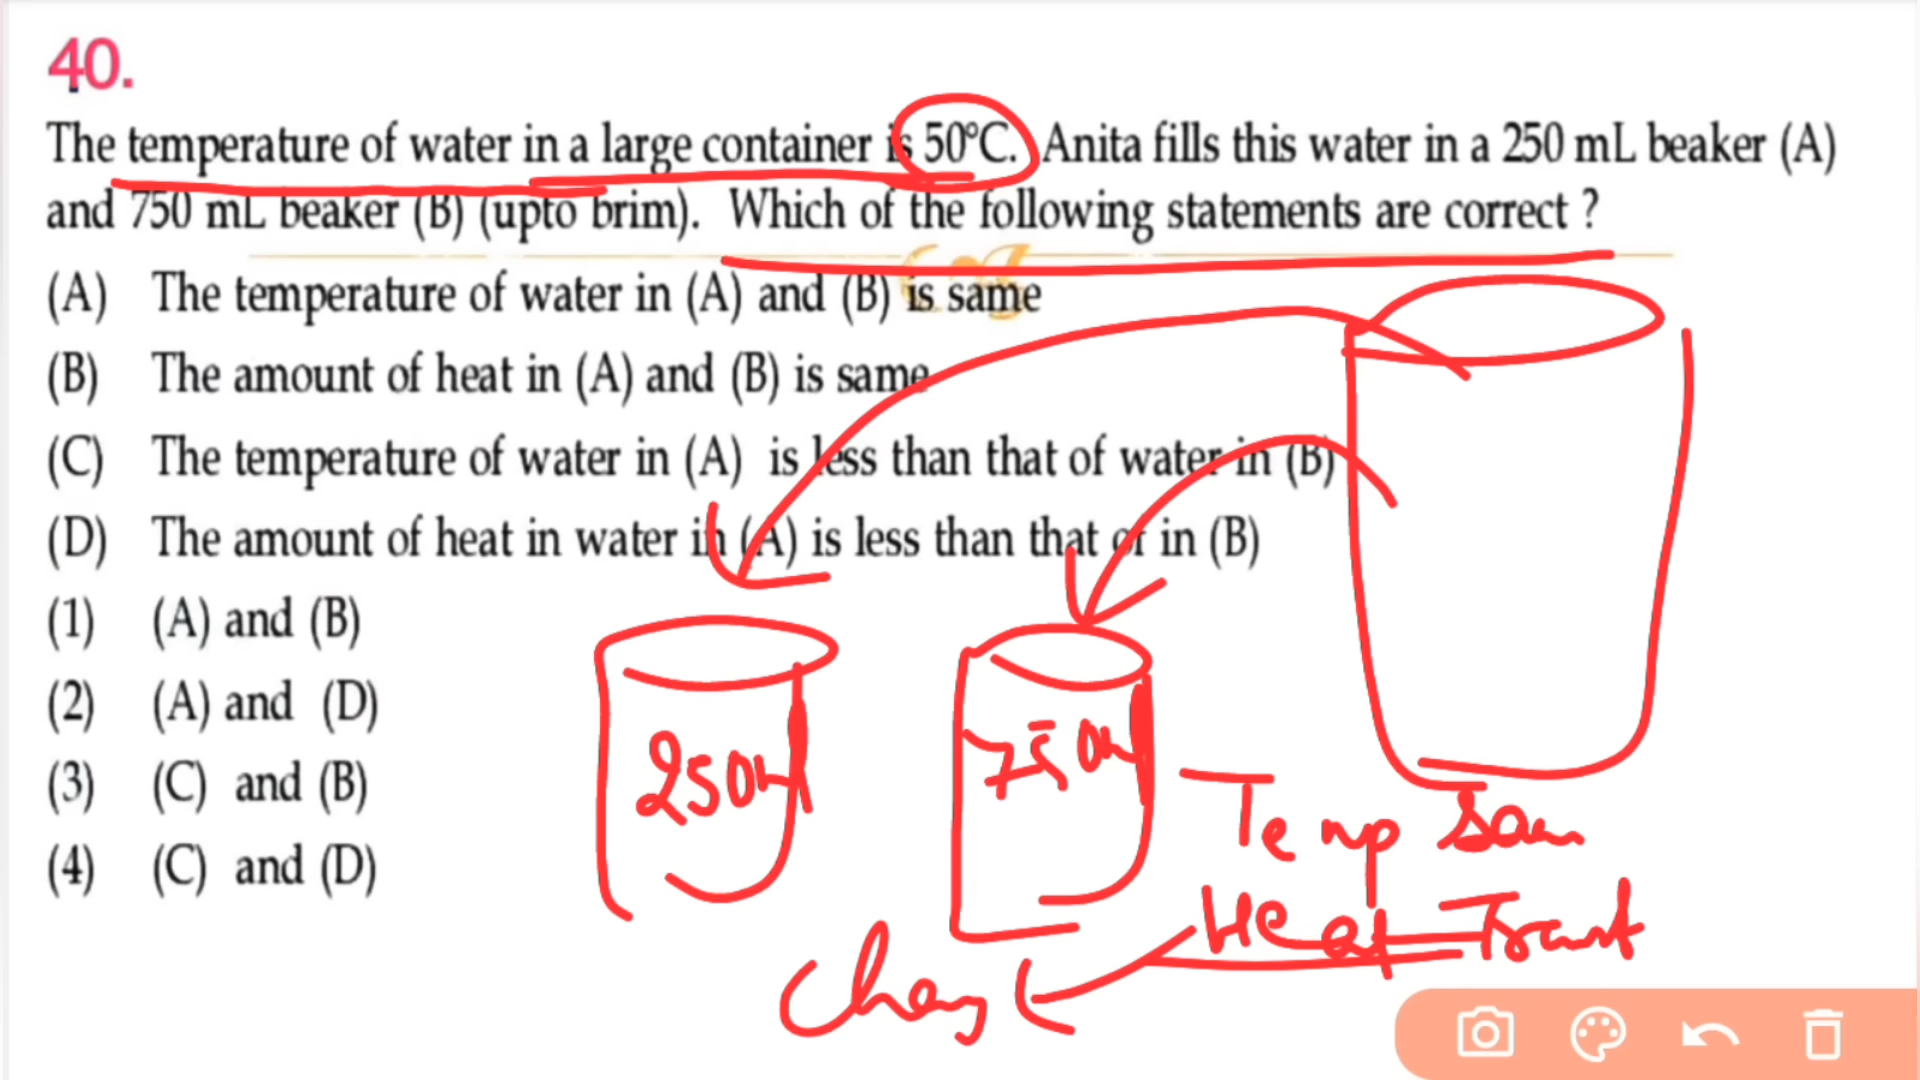 40.
The temperature of water in a large container is 50°C. Anita fills this water in a 250 mL beaker (A)
and 750 mL beaker (B) (upto brim). Which of the following statements are correct ?
(A) The temperature of water in (A) and (B) is same
(B) The amount of heat in (A) and (B) is same
(C) The temperature of water in (A) is less than that of water in (B)
(D) The amount of heat in water in (A) is less than that of in (B)
(1) (A) and (B)
(2) (A) and (D)
(3) (C) and (B)
(4) (C) and (D)
250ml
750ml
Temp Sam
Heat